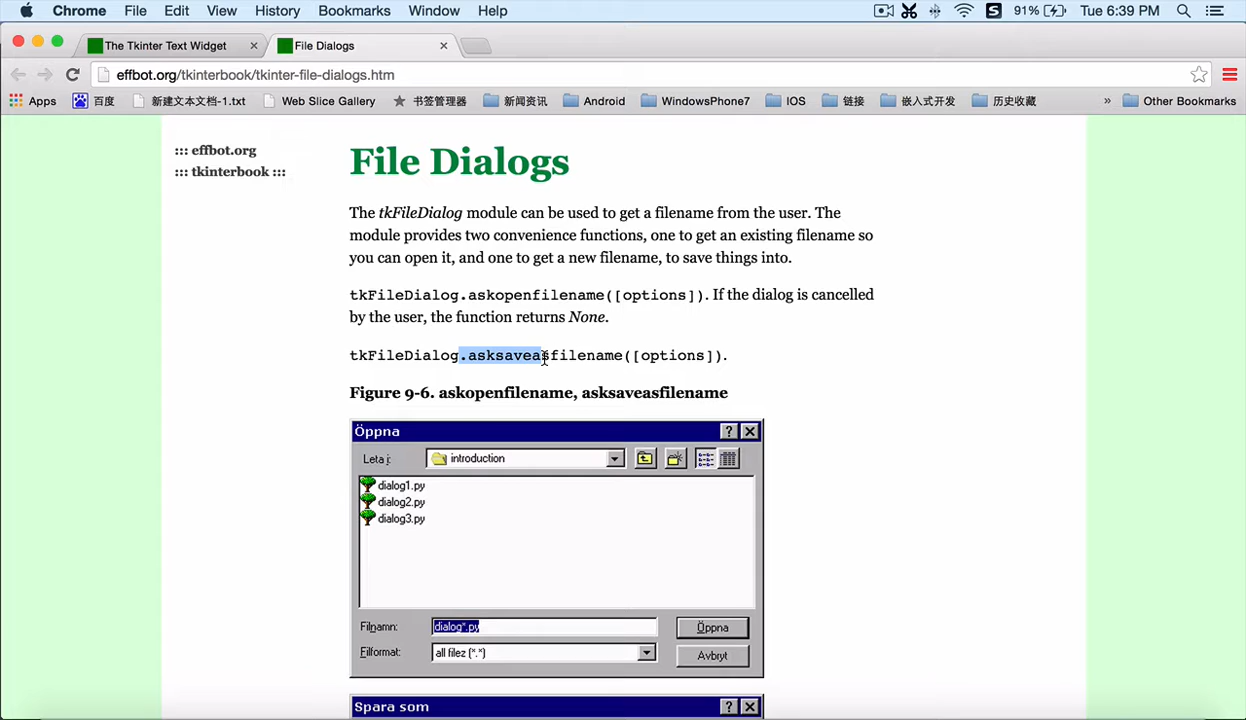 Chrome File Edit View History Bookmarks Window Help 91% Tue 6:39 PM
The Tkinter Text Widget File Dialogs
effbot.org/tkinterbook/tkinter-file-dialogs.htm
Apps 百度 新建文本文档-1.txt Web Slice Gallery 书签管理器 新闻资讯 Android WindowsPhone7 IOS 链接 嵌入式开发 历史收藏 » Other Bookmarks
::: effbot.org
::: tkinterbook :::
File Dialogs
The tkFileDialog module can be used to get a filename from the user. The
module provides two convenience functions, one to get an existing filename so
you can open it, and one to get a new filename, to save things into.
tkFileDialog.askopenfilename([options]). If the dialog is cancelled
by the user, the function returns None.
tkFileDialog.asksaveasfilename([options]).
Figure 9-6. askopenfilename, asksaveasfilename
Öppna
Leta i: introduction
dialog1.py
dialog2.py
dialog3.py
Filnamn: dialog*.py Öppna
Filformat: all filez (*.*) Avbryt
Spara som